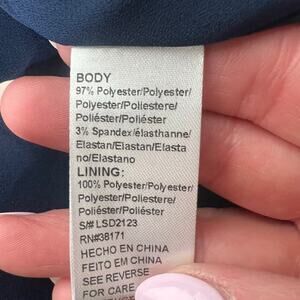 BODY
97% Polyester/Polyester/
Polyester/Poliestere/
Poliéster/Poliéster
3% Spandex/élasthanne/
Elastan/Elastan/Elasta
no/Elastano
LINING:
100% Polyester/Polyester/
Polyester/Poliestere/
Poliéster/Poliéster
S/# LSD2123
RN#38171
HECHO EN CHINA
FEITO EM CHINA
SEE REVERSE
FOR CARE